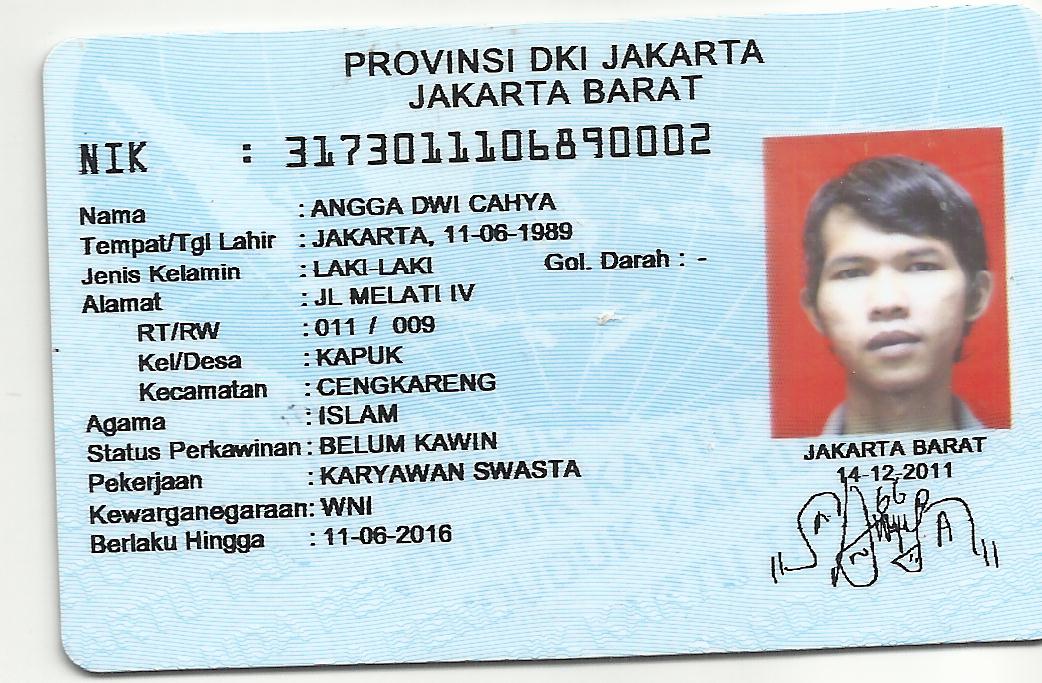 PROVINSI DKI JAKARTA
JAKARTA BARAT
NIK : 3173011106890002
Nama : ANGGA DWI CAHYA
Tempat/Tgl Lahir : JAKARTA, 11-06-1989
Jenis Kelamin : LAKI-LAKI Gol. Darah : -
Alamat : JL MELATI IV
RT/RW : 011 / 009
Kel/Desa : KAPUK
Kecamatan : CENGKARENG
Agama : ISLAM
Status Perkawinan : BELUM KAWIN
Pekerjaan : KARYAWAN SWASTA
Kewarganegaraan: WNI
Berlaku Hingga : 11-06-2016
JAKARTA BARAT
14-12-2011